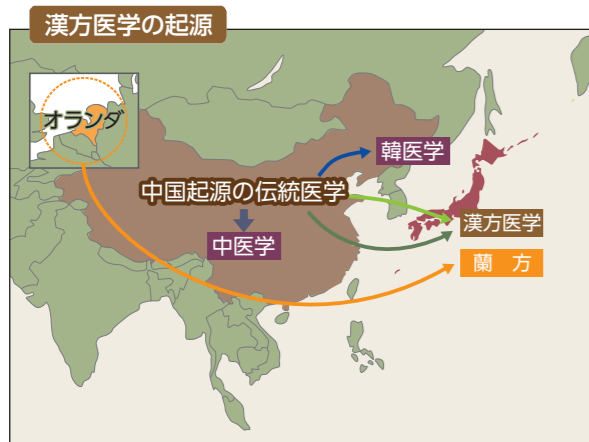 漢方医学の起源
オランダ
韓医学
中国起源の伝統医学
漢方医学
中医学
蘭　方